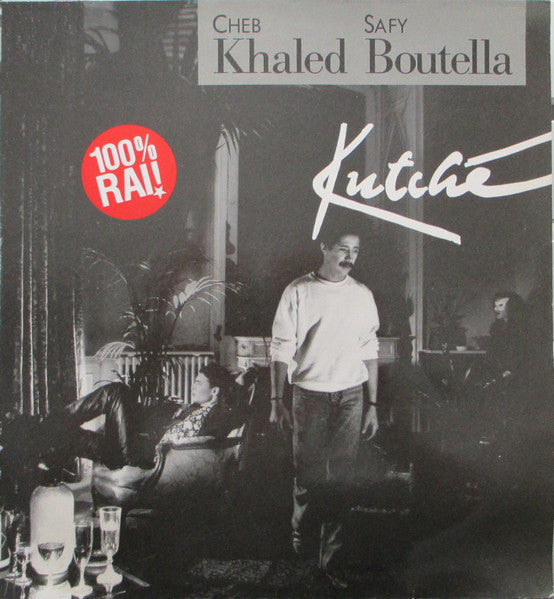 CHEB SAFY
Khaled Boutella
Kutché
100%
RAI!